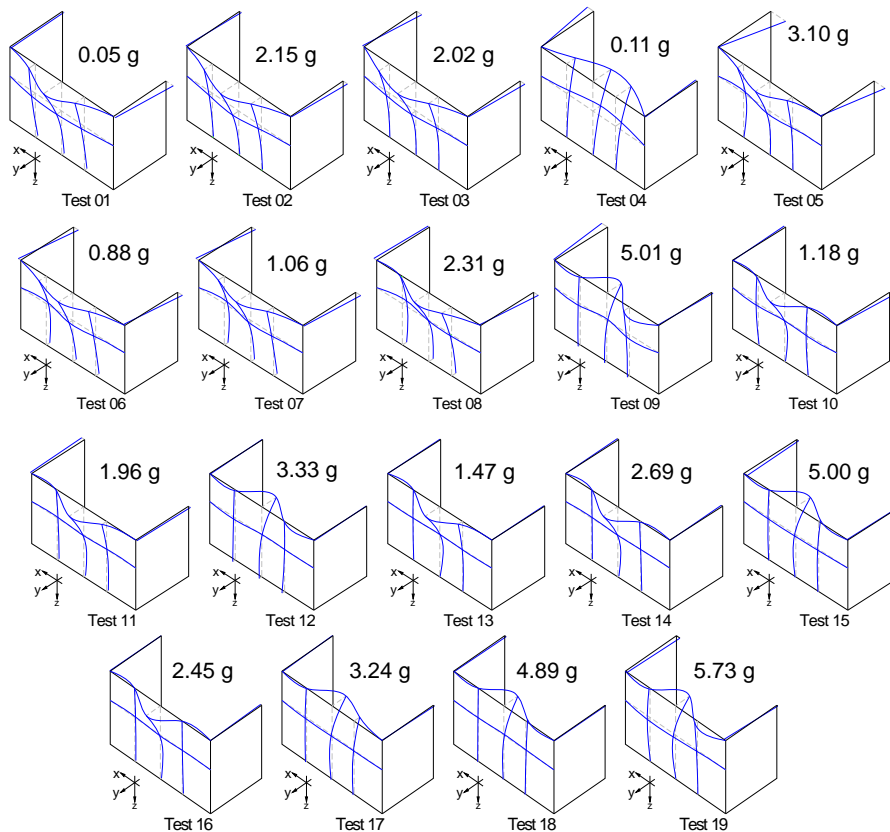 0.05 g
2.15 g
2.02 g
0.11 g
3.10 g
x
y
z
Test 01
x
y
z
Test 02
x
y
z
Test 03
x
y
z
Test 04
x
y
z
Test 05
0.88 g
1.06 g
2.31 g
5.01 g
1.18 g
x
y
z
Test 06
x
y
z
Test 07
x
y
z
Test 08
x
y
z
Test 09
x
y
z
Test 10
1.96 g
3.33 g
1.47 g
2.69 g
5.00 g
x
y
z
Test 11
x
y
z
Test 12
x
y
z
Test 13
x
y
z
Test 14
x
y
z
Test 15
2.45 g
3.24 g
4.89 g
5.73 g
x
y
z
Test 16
x
y
z
Test 17
x
y
z
Test 18
x
y
z
Test 19